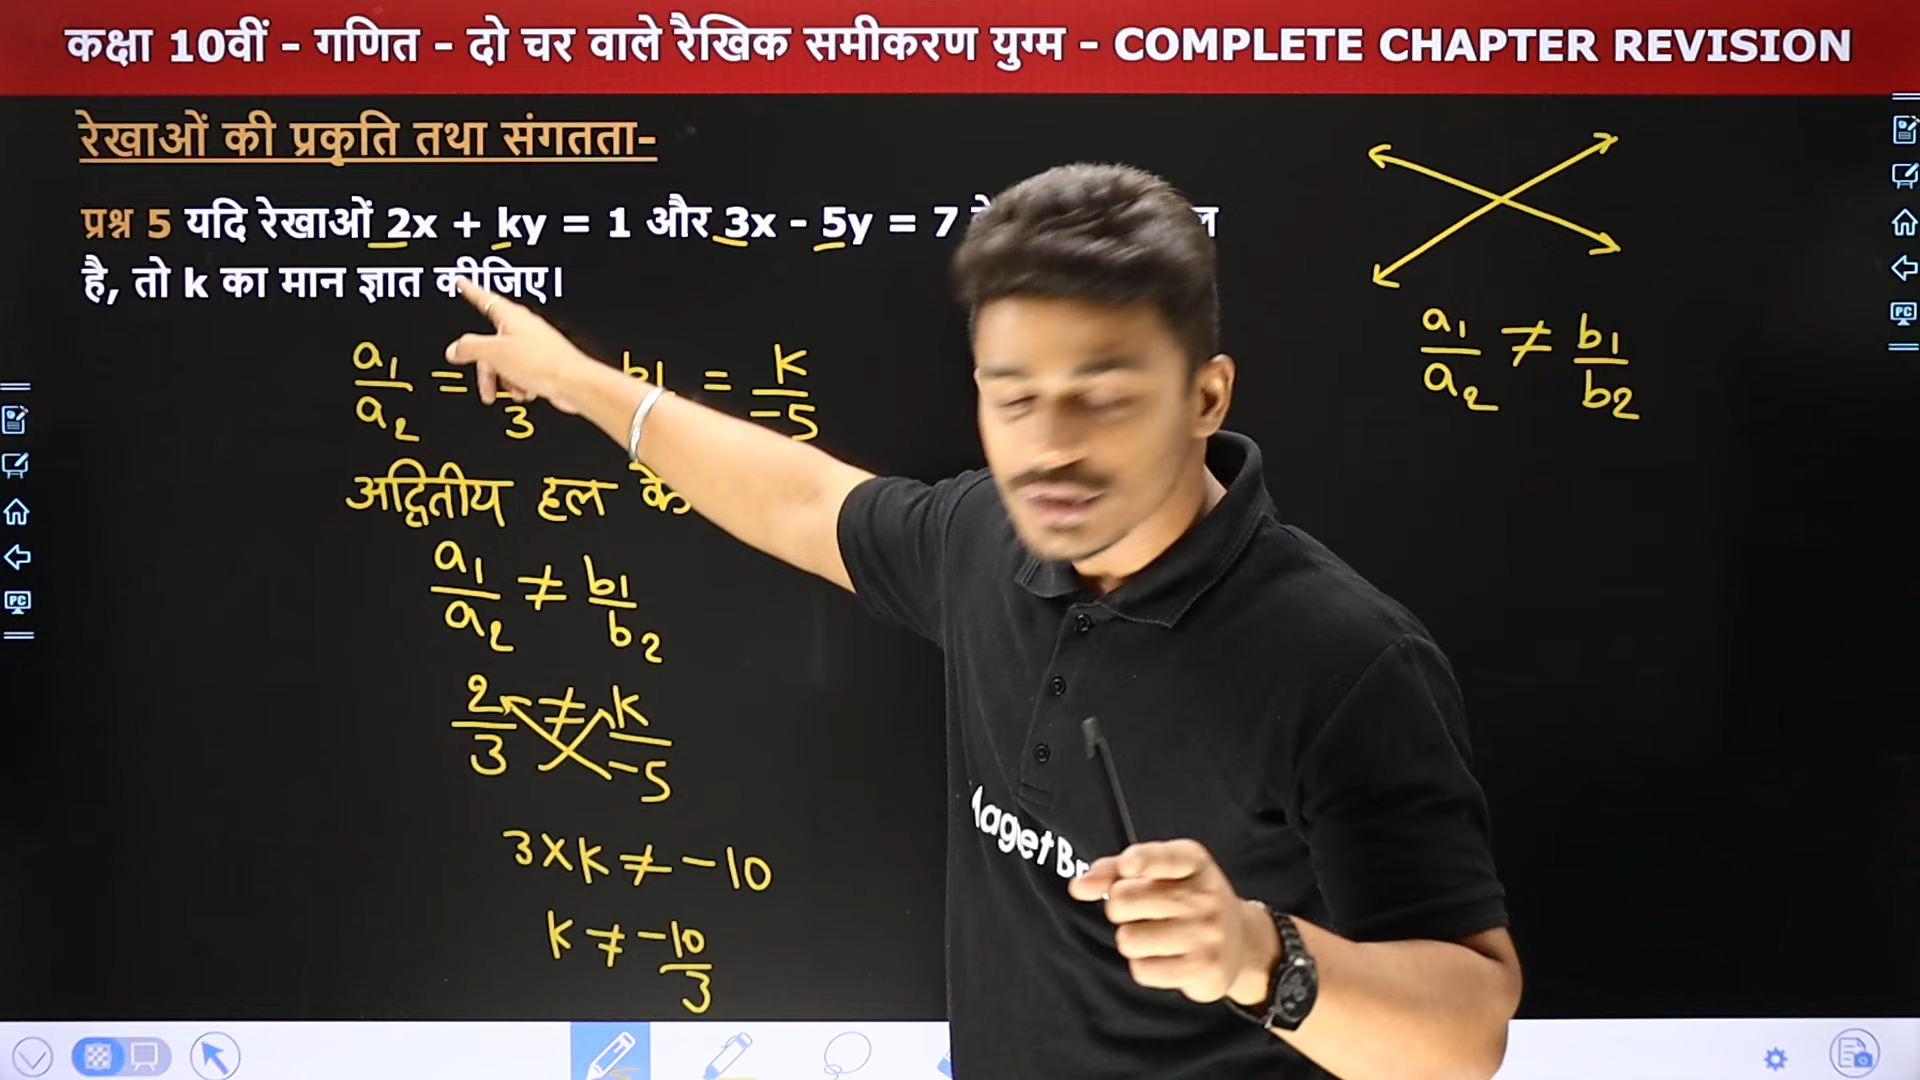 कक्षा 10वीं - गणित - दो चर वाले रैखिक समीकरण युग्म - COMPLETE CHAPTER REVISION
रेखाओं की प्रकृति तथा संगतता-
प्रश्न 5 यदि रेखाओं 2x + ky = 1 और 3x - 5y = 7
है, तो k का मान ज्ञात कीजिए।
a₁/a₂ = /3 b₁ = k/-5
a₁/a₂ ≠ b₁/b₂
अद्वितीय हल के
a₁/a₂ ≠ b₁/b₂
2/3 ≠ k/-5
3×k ≠ -10
k ≠ -10/3
PC
PC